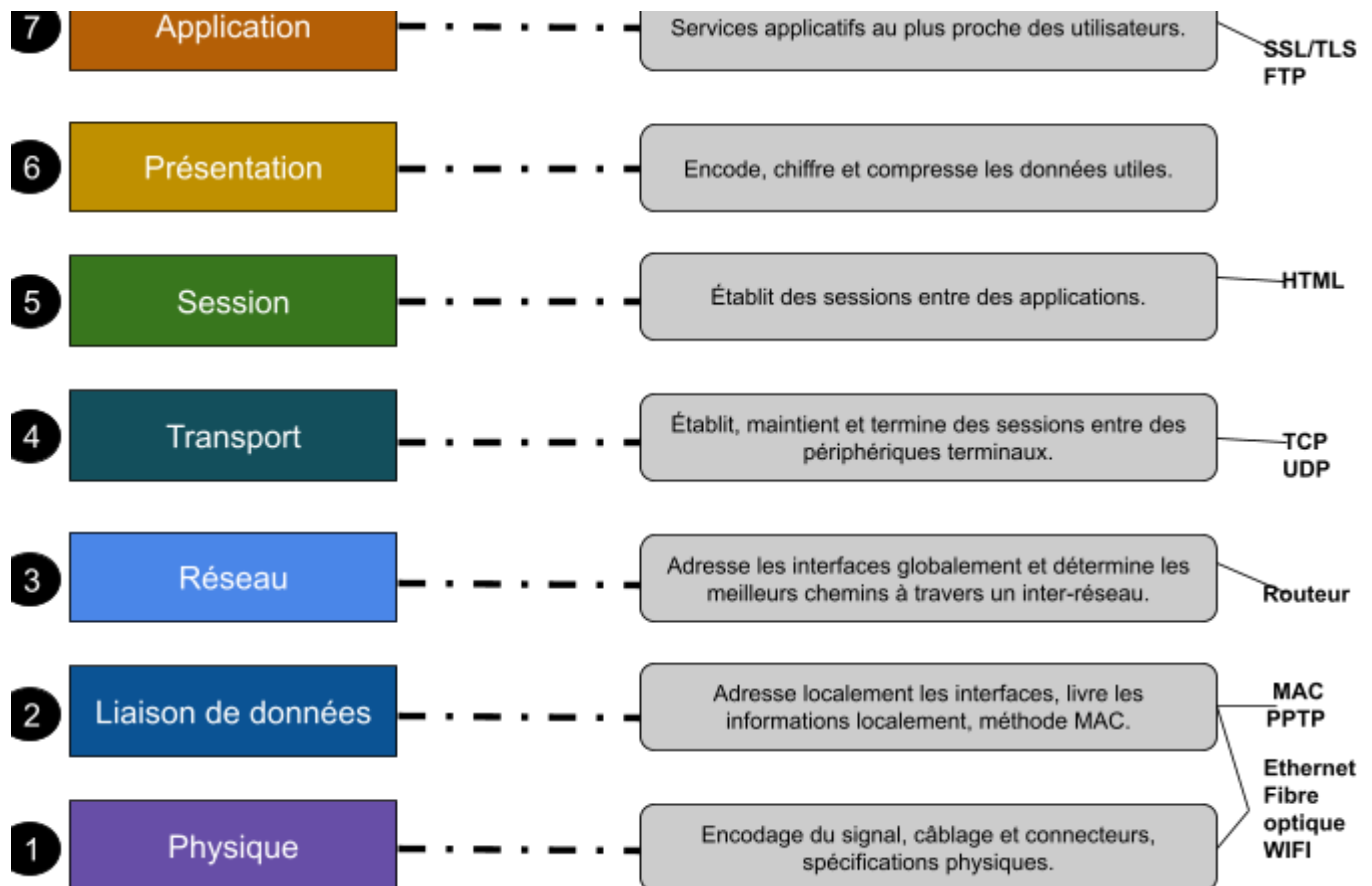 7
Application
Services applicatifs au plus proche des utilisateurs.
SSL/TLS
FTP
6
Présentation
Encode, chiffre et compresse les données utiles.
5
Session
Établit des sessions entre des applications.
HTML
4
Transport
Établit, maintient et termine des sessions entre des
périphériques terminaux.
TCP
UDP
3
Réseau
Adresse les interfaces globalement et détermine les
meilleurs chemins à travers un inter-réseau.
Routeur
2
Liaison de données
Adresse localement les interfaces, livre les
informations localement, méthode MAC.
MAC
PPTP
Ethernet
Fibre
optique
WIFI
1
Physique
Encodage du signal, câblage et connecteurs,
spécifications physiques.